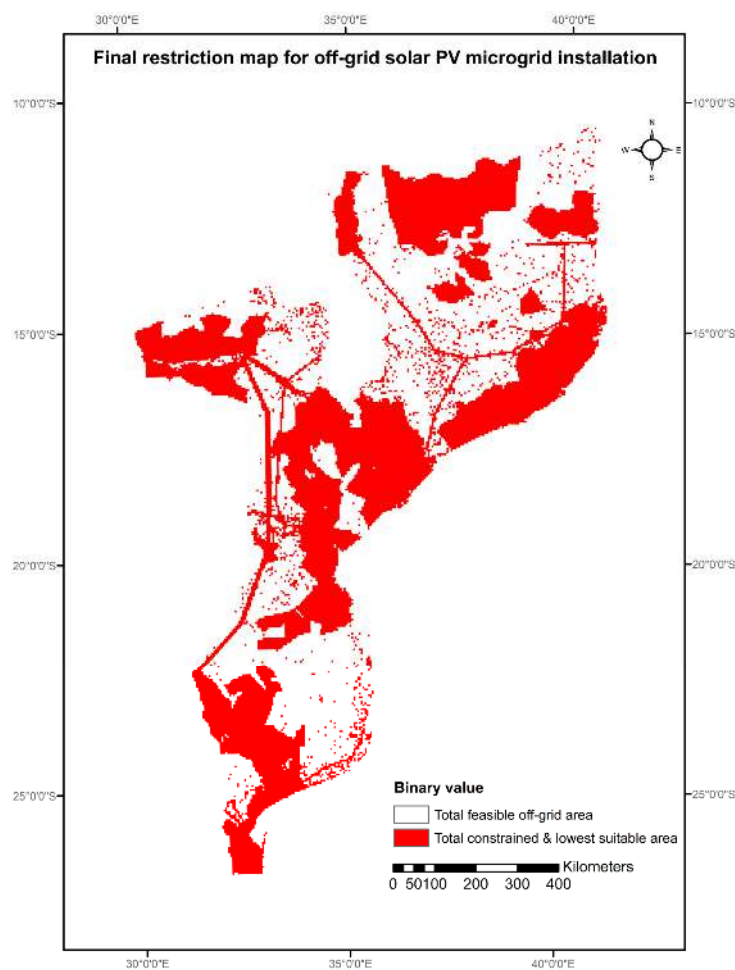 30°0'0"E 35°0'0"E 40°0'0"E
Final restriction map for off-grid solar PV microgrid installation
10°0'0"S 10°0'0"S
N
W E
S
15°0'0"S 15°0'0"S
20°0'0"S 20°0'0"S
Binary value
25°0'0"S 25°0'0"S
Total feasible off-grid area
Total constrained & lowest suitable area
Kilometers
0 50100 200 300 400
30°0'0"E 35°0'0"E 40°0'0"E